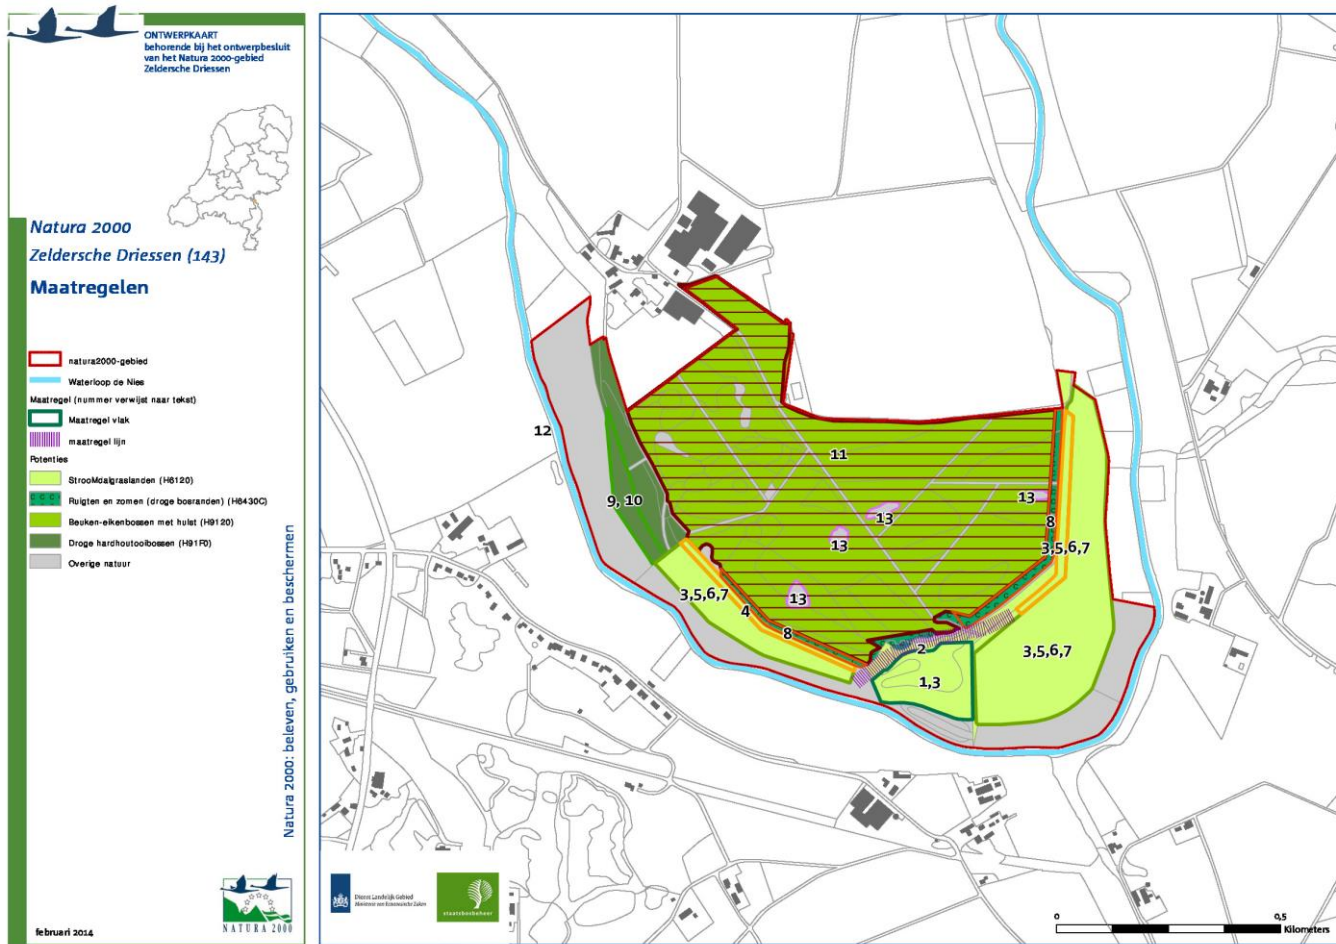 ONTWERPKAART
behorende bij het ontwerpbesluit
van het Natura 2000-gebied
Zeldersche Driessen
Natura 2000
Zeldersche Driessen (143)
Maatregelen
natura2000-gebied
Waterloop de Nies
Maatregel (nummer verwijst naar tekst)
Maatregel vlak
maatregel lijn
Potenties
StrooMdalgraslanden (H6120)
Ruigten en zomen (droge bosranden) (H6430C)
Beuken-eikenbossen met hulst (H9120)
Droge hardhoutooibossen (H91F0)
Overige natuur
Natura 2000: beleven, gebruiken en beschermen
NATURA 2000
februari 2014
12
11
9, 10
13
13
13
13
8
3,5,6,7
3,5,6,7
4
8
2
1,3
3,5,6,7
Dienst Landelijk Gebied
Ministerie van Economische Zaken
staatsbosbeheer
0
0,5
Kilometers